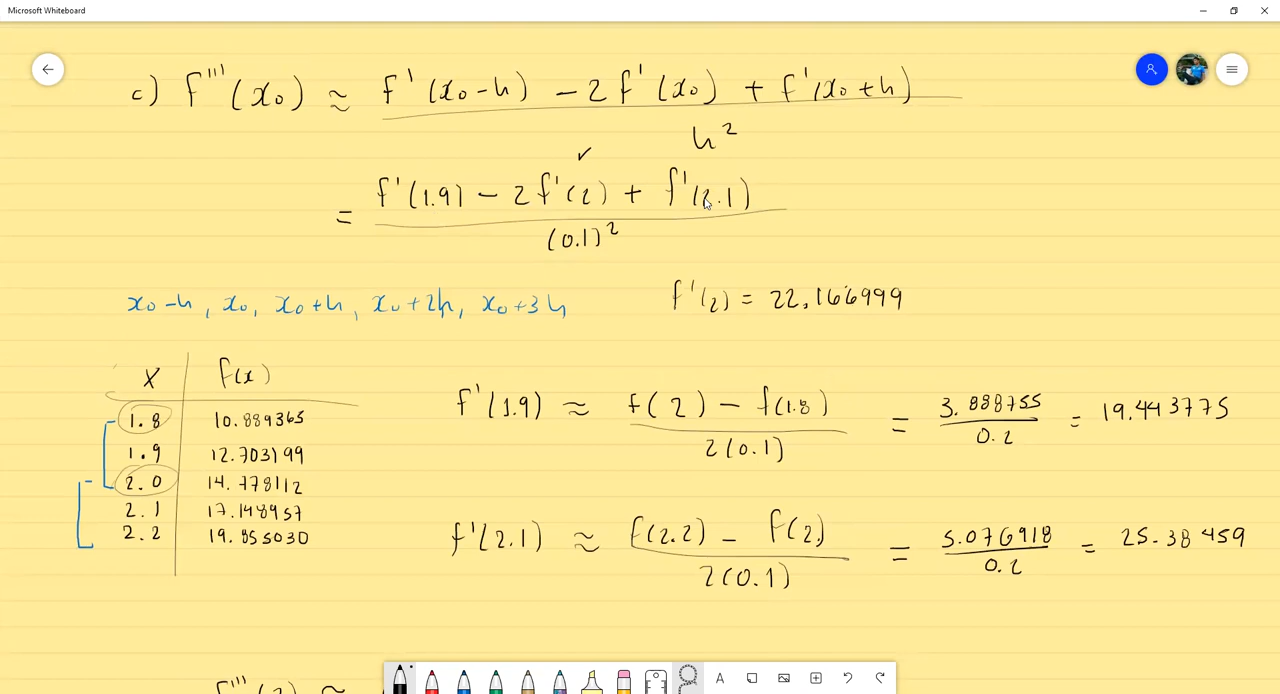 Microsoft Whiteboard
c) f'''(x₀) ≈ f'(x₀-h) - 2f'(x₀) + f'(x₀+h)
h²
✓
= f'(1.9) - 2f'(2) + f'(2.1)
(0.1)²
x₀-h, x₀, x₀+h, x₀+2h, x₀+3h
f'(2) = 22.166999
x f(x)
1.8 10.889365
1.9 12.703199
2.0 14.778112
2.1 17.148957
2.2 19.855030
f'(1.9) ≈ f(2) - f(1.8) = 3.888755 = 19.443775
2(0.1) 0.2
f'(2.1) ≈ f(2.2) - f(2) = 5.076918 = 25.38459
2(0.1) 0.2